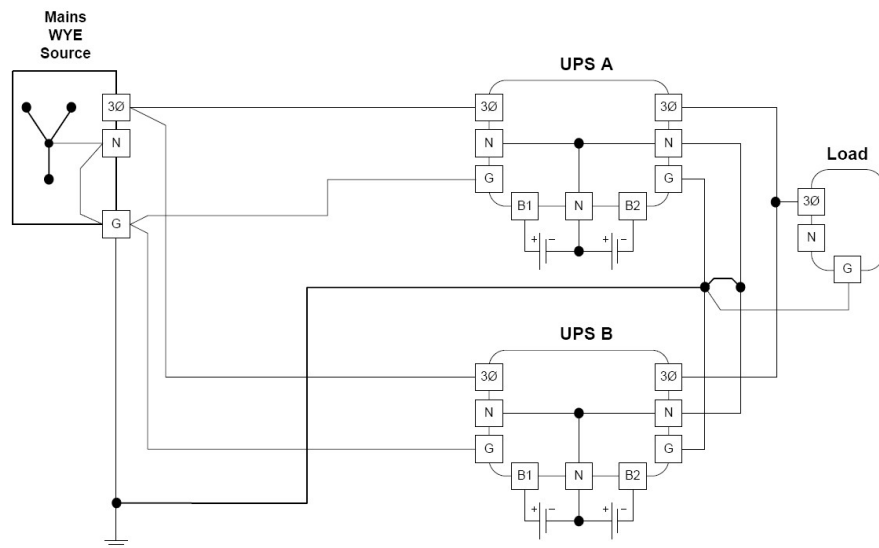 Mains
WYE
Source
3Ø
N
G
UPS A
3Ø
N
G
B1
N
B2
3Ø
N
G
+ −
+ −
Load
3Ø
N
G
UPS B
3Ø
N
G
B1
N
B2
3Ø
N
G
+ −
+ −